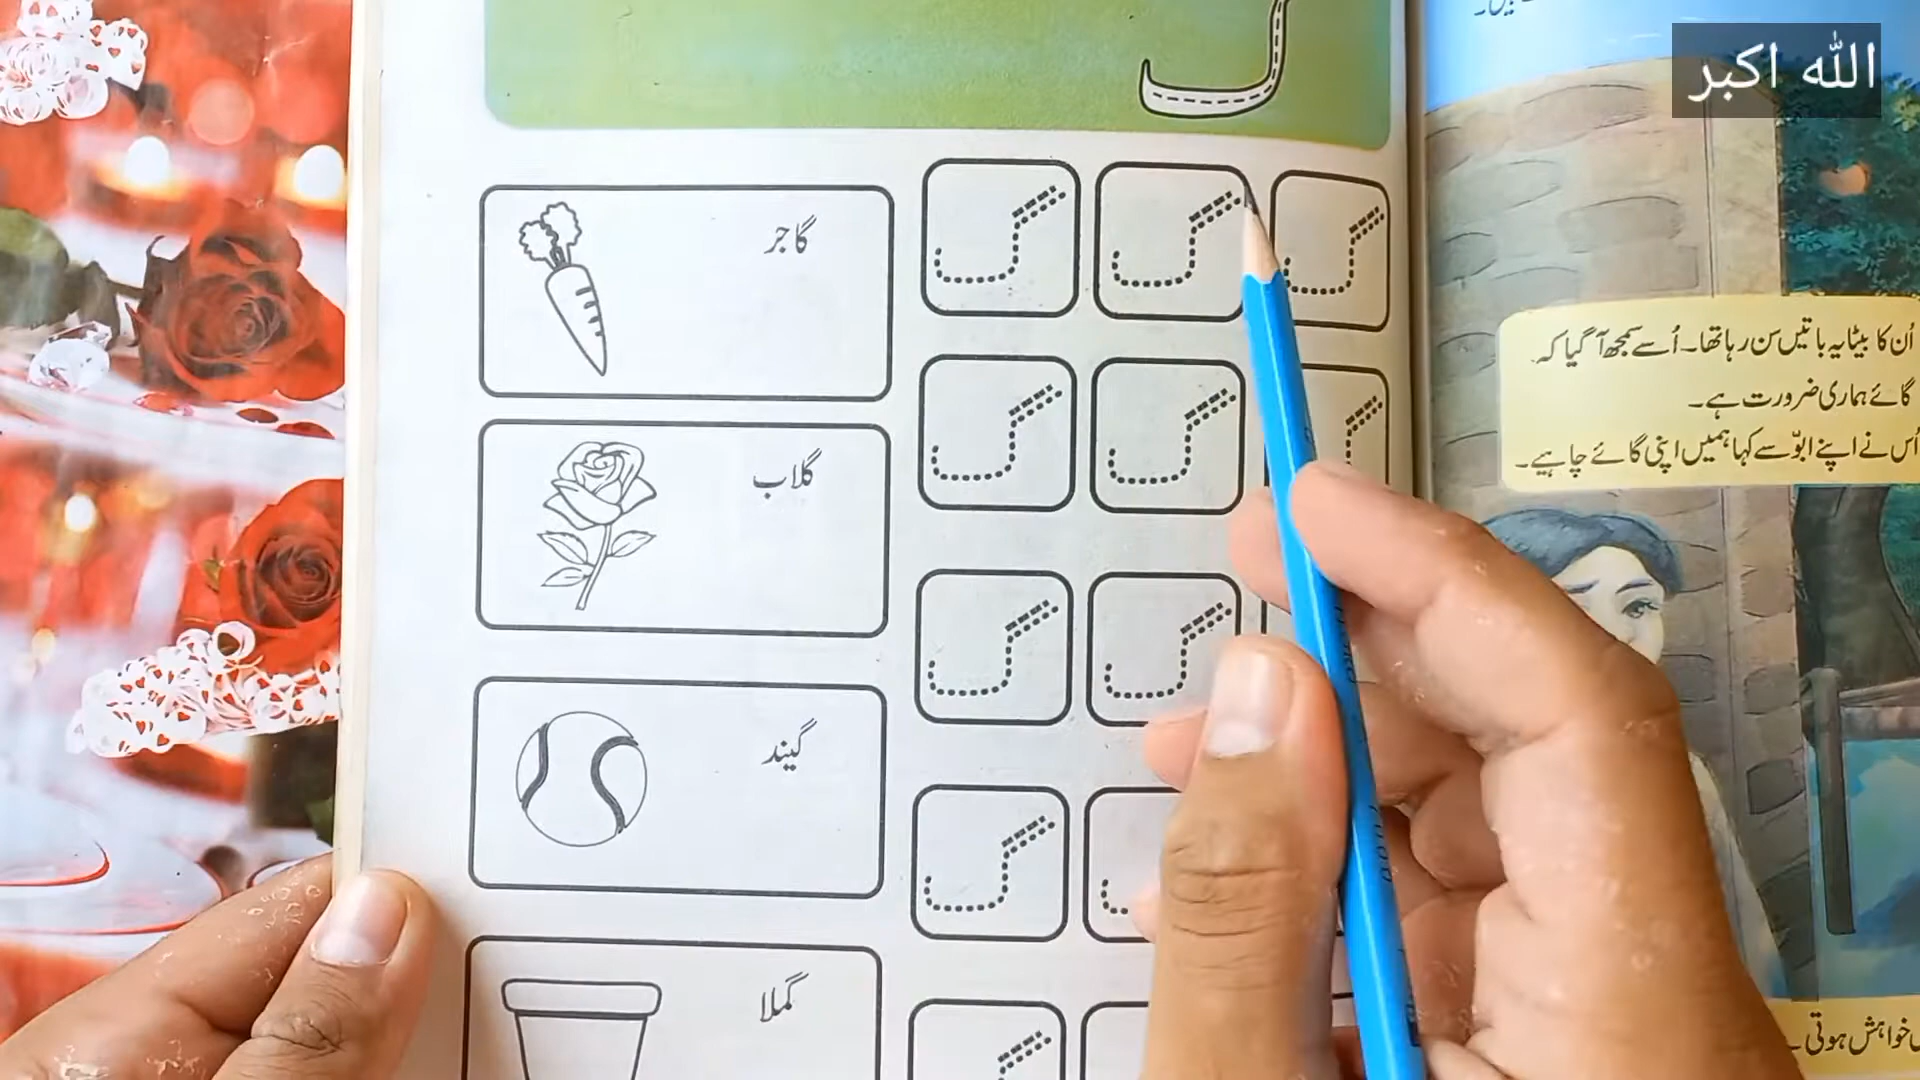 الله اکبر
گاجر
گلاب
گیند
گملا
اُن کا بیٹا یہ باتیں سن رہا تھا۔ اُسے سمجھ آ گیا کہ
گائے ہماری ضرورت ہے۔
اُس نے اپنے ابوّ سے کہا ہمیں اپنی گائے چاہیے۔
خواہش ہوتی